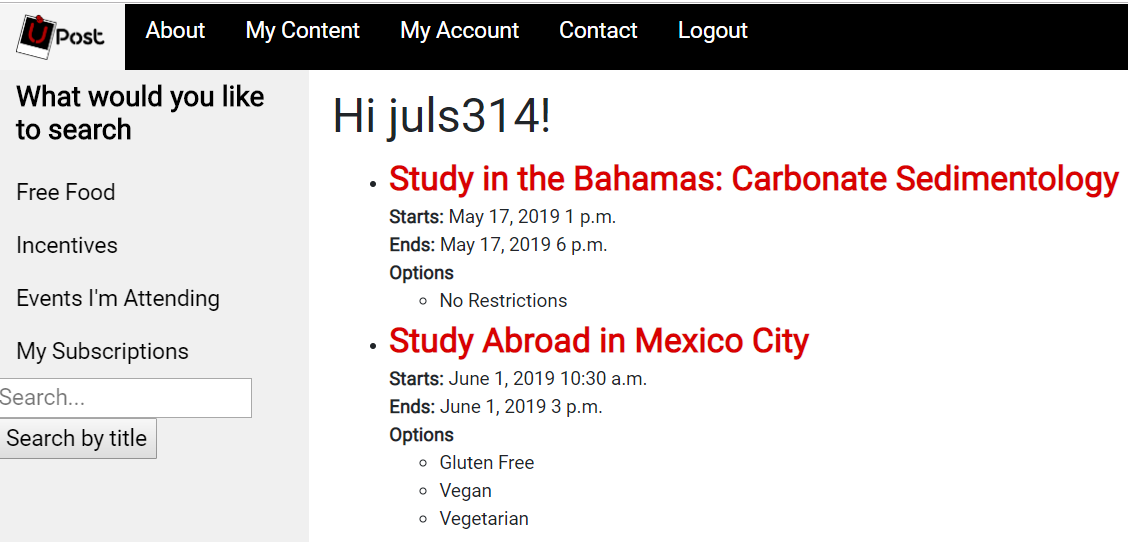 U Post
About My Content My Account Contact Logout
What would you like
to search
Free Food
Incentives
Events I'm Attending
My Subscriptions
Search...
Search by title
Hi juls314!
Study in the Bahamas: Carbonate Sedimentology
Starts: May 17, 2019 1 p.m.
Ends: May 17, 2019 6 p.m.
Options
No Restrictions
Study Abroad in Mexico City
Starts: June 1, 2019 10:30 a.m.
Ends: June 1, 2019 3 p.m.
Options
Gluten Free
Vegan
Vegetarian